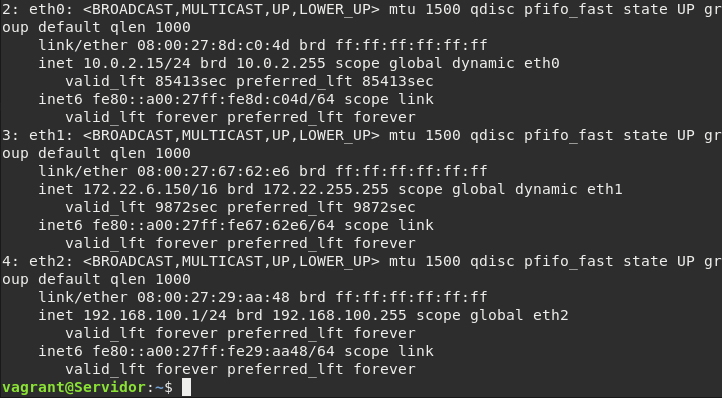 2: eth0: <BROADCAST,MULTICAST,UP,LOWER_UP> mtu 1500 qdisc pfifo_fast state UP gr
oup default qlen 1000
    link/ether 08:00:27:8d:c0:4d brd ff:ff:ff:ff:ff:ff
    inet 10.0.2.15/24 brd 10.0.2.255 scope global dynamic eth0
       valid_lft 85413sec preferred_lft 85413sec
    inet6 fe80::a00:27ff:fe8d:c04d/64 scope link
       valid_lft forever preferred_lft forever
3: eth1: <BROADCAST,MULTICAST,UP,LOWER_UP> mtu 1500 qdisc pfifo_fast state UP gr
oup default qlen 1000
    link/ether 08:00:27:67:62:e6 brd ff:ff:ff:ff:ff:ff
    inet 172.22.6.150/16 brd 172.22.255.255 scope global dynamic eth1
       valid_lft 9872sec preferred_lft 9872sec
    inet6 fe80::a00:27ff:fe67:62e6/64 scope link
       valid_lft forever preferred_lft forever
4: eth2: <BROADCAST,MULTICAST,UP,LOWER_UP> mtu 1500 qdisc pfifo_fast state UP gr
oup default qlen 1000
    link/ether 08:00:27:29:aa:48 brd ff:ff:ff:ff:ff:ff
    inet 192.168.100.1/24 brd 192.168.100.255 scope global eth2
       valid_lft forever preferred_lft forever
    inet6 fe80::a00:27ff:fe29:aa48/64 scope link
       valid_lft forever preferred_lft forever
vagrant@Servidor:~$